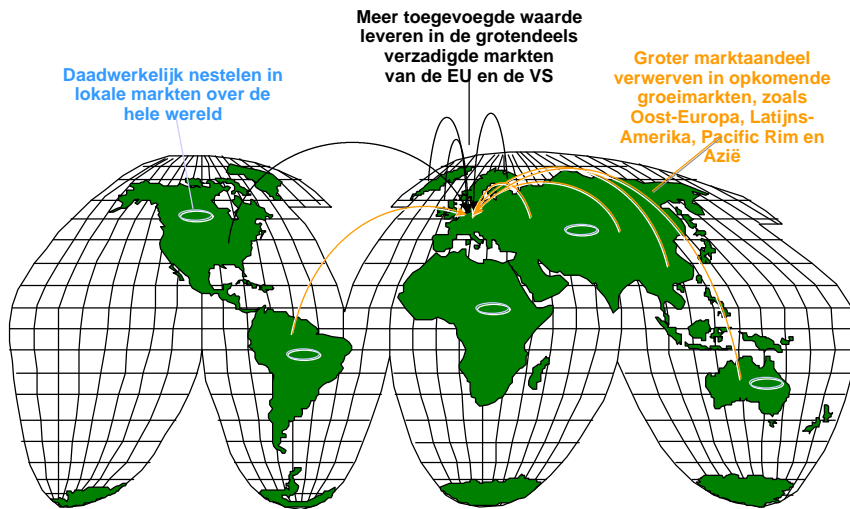 Daadwerkelijk nestelen in
lokale markten over de
hele wereld
Meer toegevoegde waarde
leveren in de grotendeels
verzadigde markten
van de EU en de VS
Groter marktaandeel
verwerven in opkomende
groeimarkten, zoals
Oost-Europa, Latijns-
Amerika, Pacific Rim en
Azië